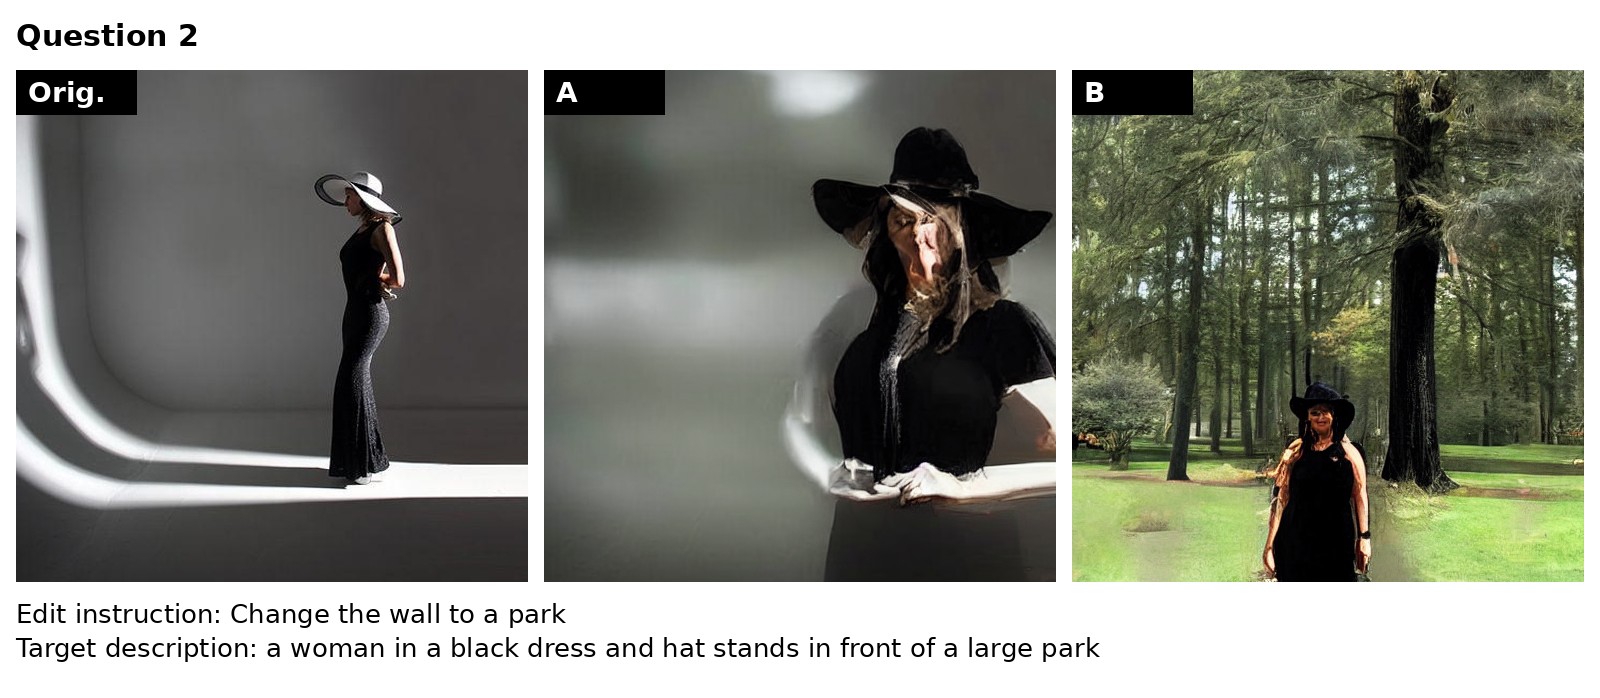 Question 2
Orig.
A
B
Edit instruction: Change the wall to a park
Target description: a woman in a black dress and hat stands in front of a large park